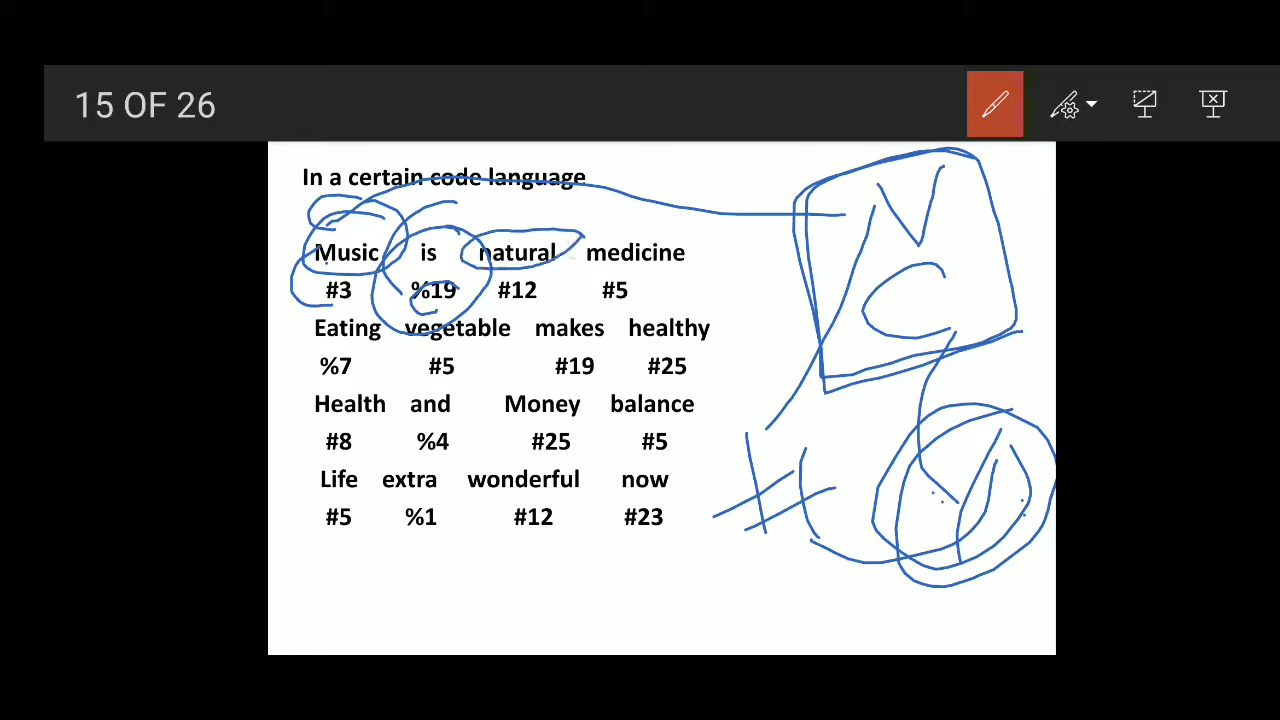 15 OF 26
In a certain code language
Music is natural medicine
#3 %19 #12 #5
Eating vegetable makes healthy
%7 #5 #19 #25
Health and Money balance
#8 %4 #25 #5
Life extra wonderful now
#5 %1 #12 #23
V
C
#